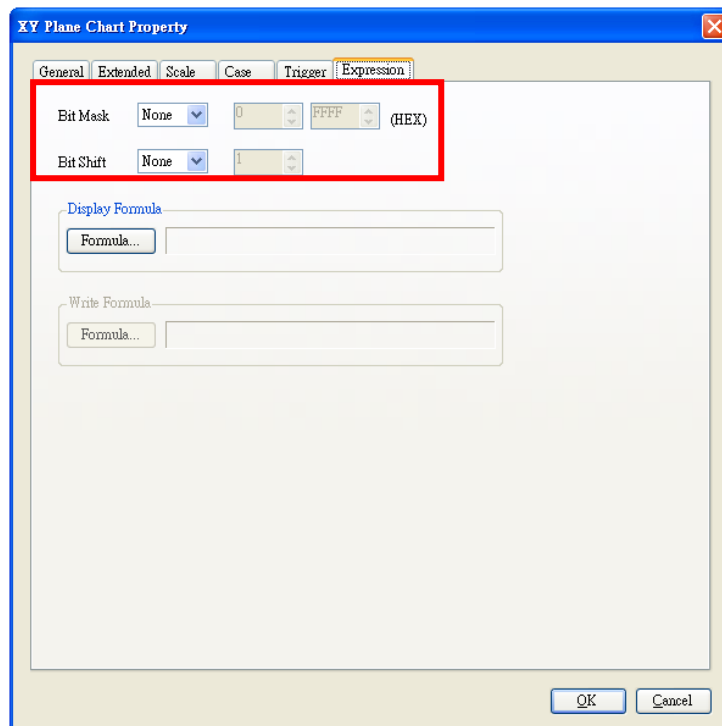 XY Plane Chart Property
General Extended Scale Case Trigger Expression
Bit Mask None 0 FFFF (HEX)
Bit Shift None 1
Display Formula
Formula...
Write Formula
Formula...
OK Cancel